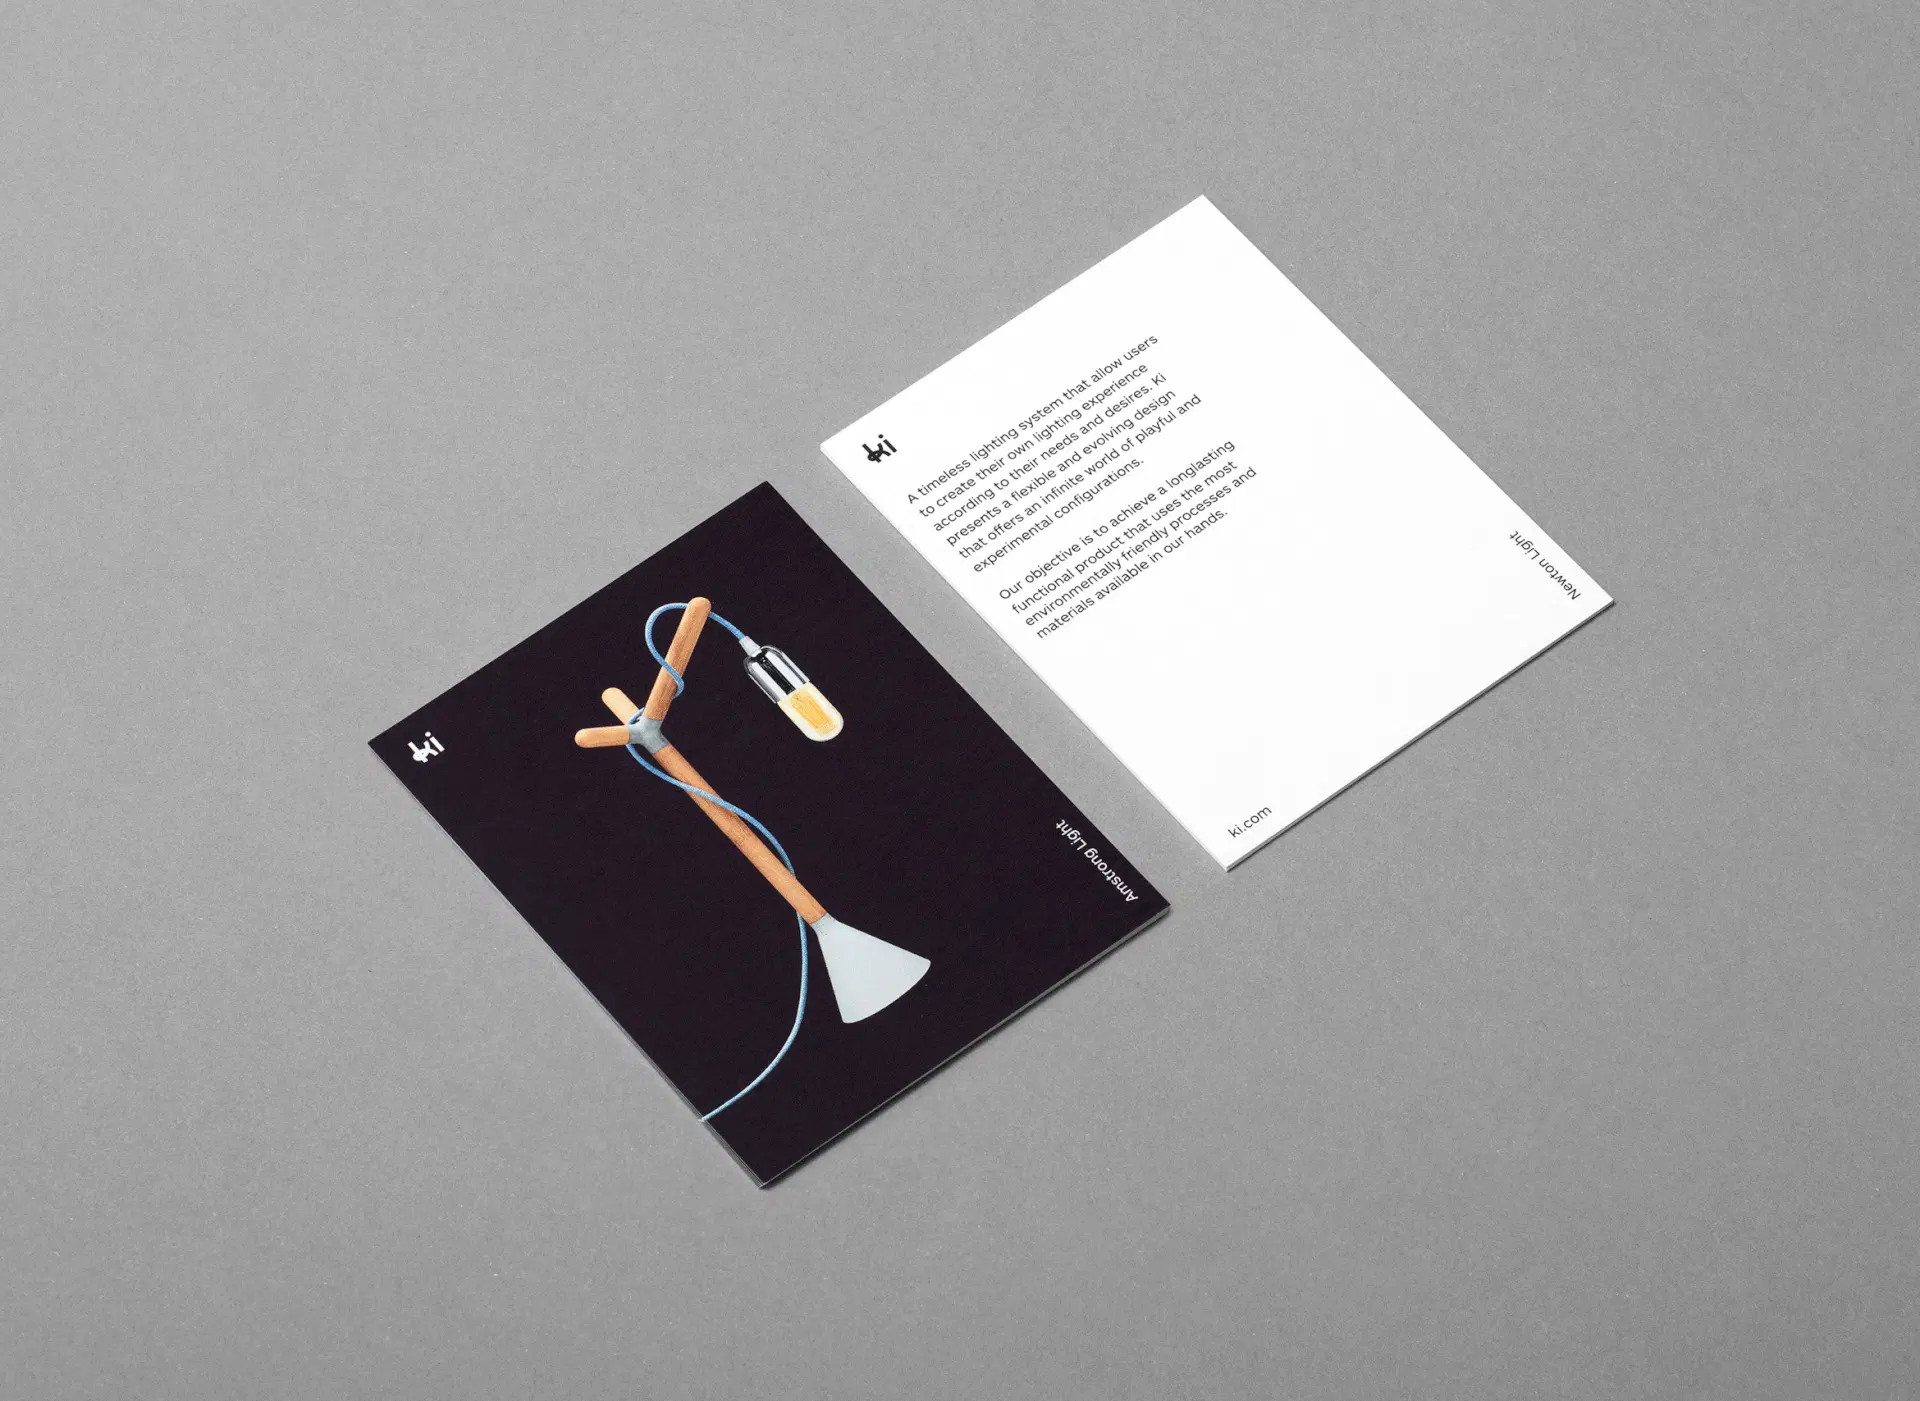 ki
Armstrong Light
ki
A timeless lighting system that allow users
to create their own lighting experience
according to their needs and desires. Ki
presents a flexible and evolving design
that offers an infinite world of playful and
experimental configurations.
Our objective is to achieve a longlasting
functional product that uses the most
environmentally friendly processes and
materials available in our hands.
Newton Light
ki.com